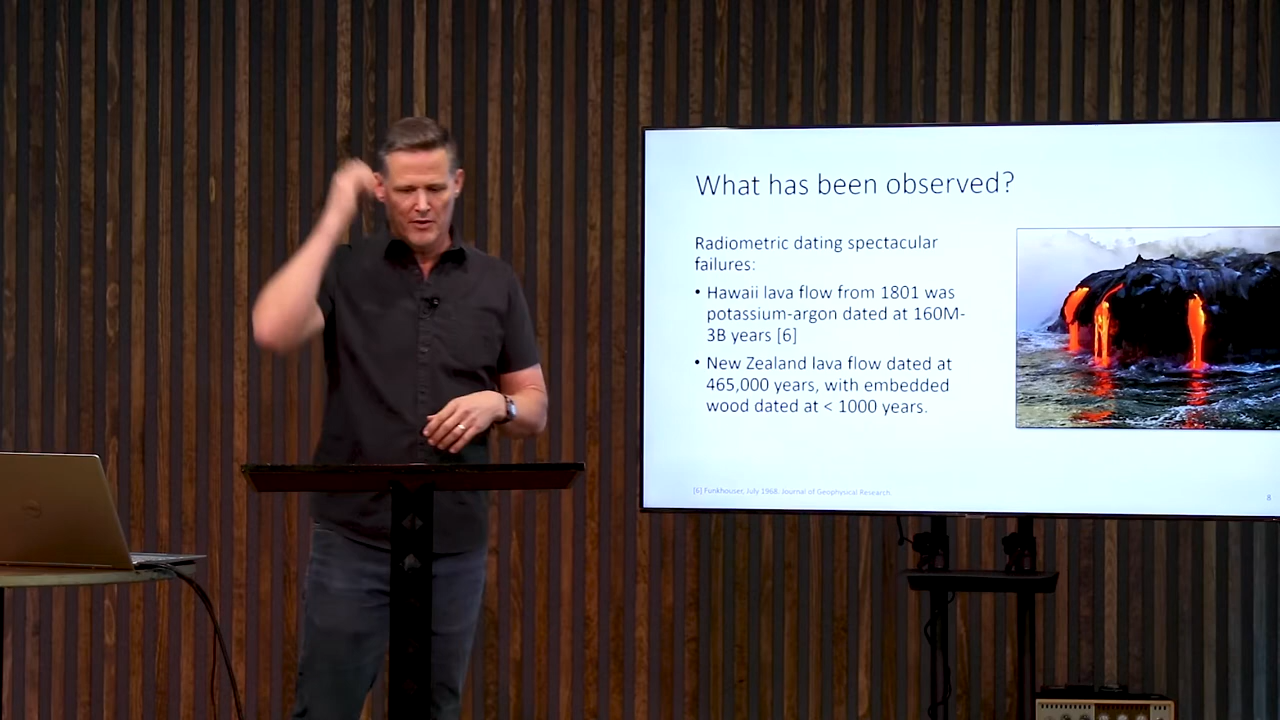 What has been observed?
Radiometric dating spectacular
failures:
• Hawaii lava flow from 1801 was
potassium-argon dated at 160M-
3B years [6]
• New Zealand lava flow dated at
465,000 years, with embedded
wood dated at < 1000 years.
[6] Funkhouser, July 1968. Journal of Geophysical Research.
8